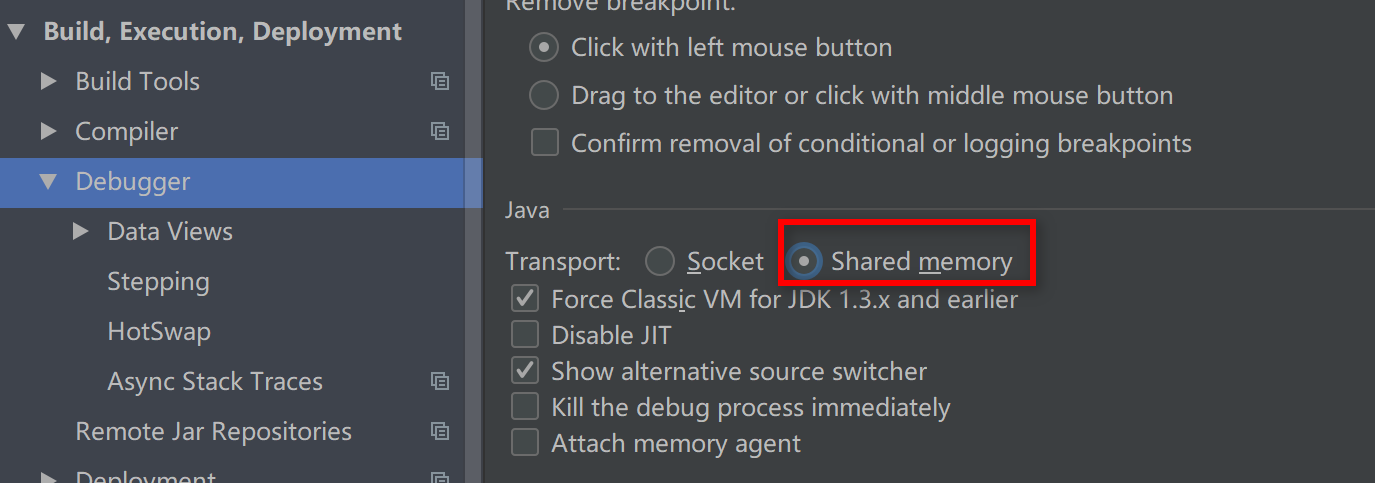 Build, Execution, Deployment
Build Tools
Compiler
Debugger
Data Views
Stepping
HotSwap
Async Stack Traces
Remote Jar Repositories
Deployment
Remove breakpoint:
Click with left mouse button
Drag to the editor or click with middle mouse button
Confirm removal of conditional or logging breakpoints
Java
Transport: Socket Shared memory
Force Classic VM for JDK 1.3.x and earlier
Disable JIT
Show alternative source switcher
Kill the debug process immediately
Attach memory agent